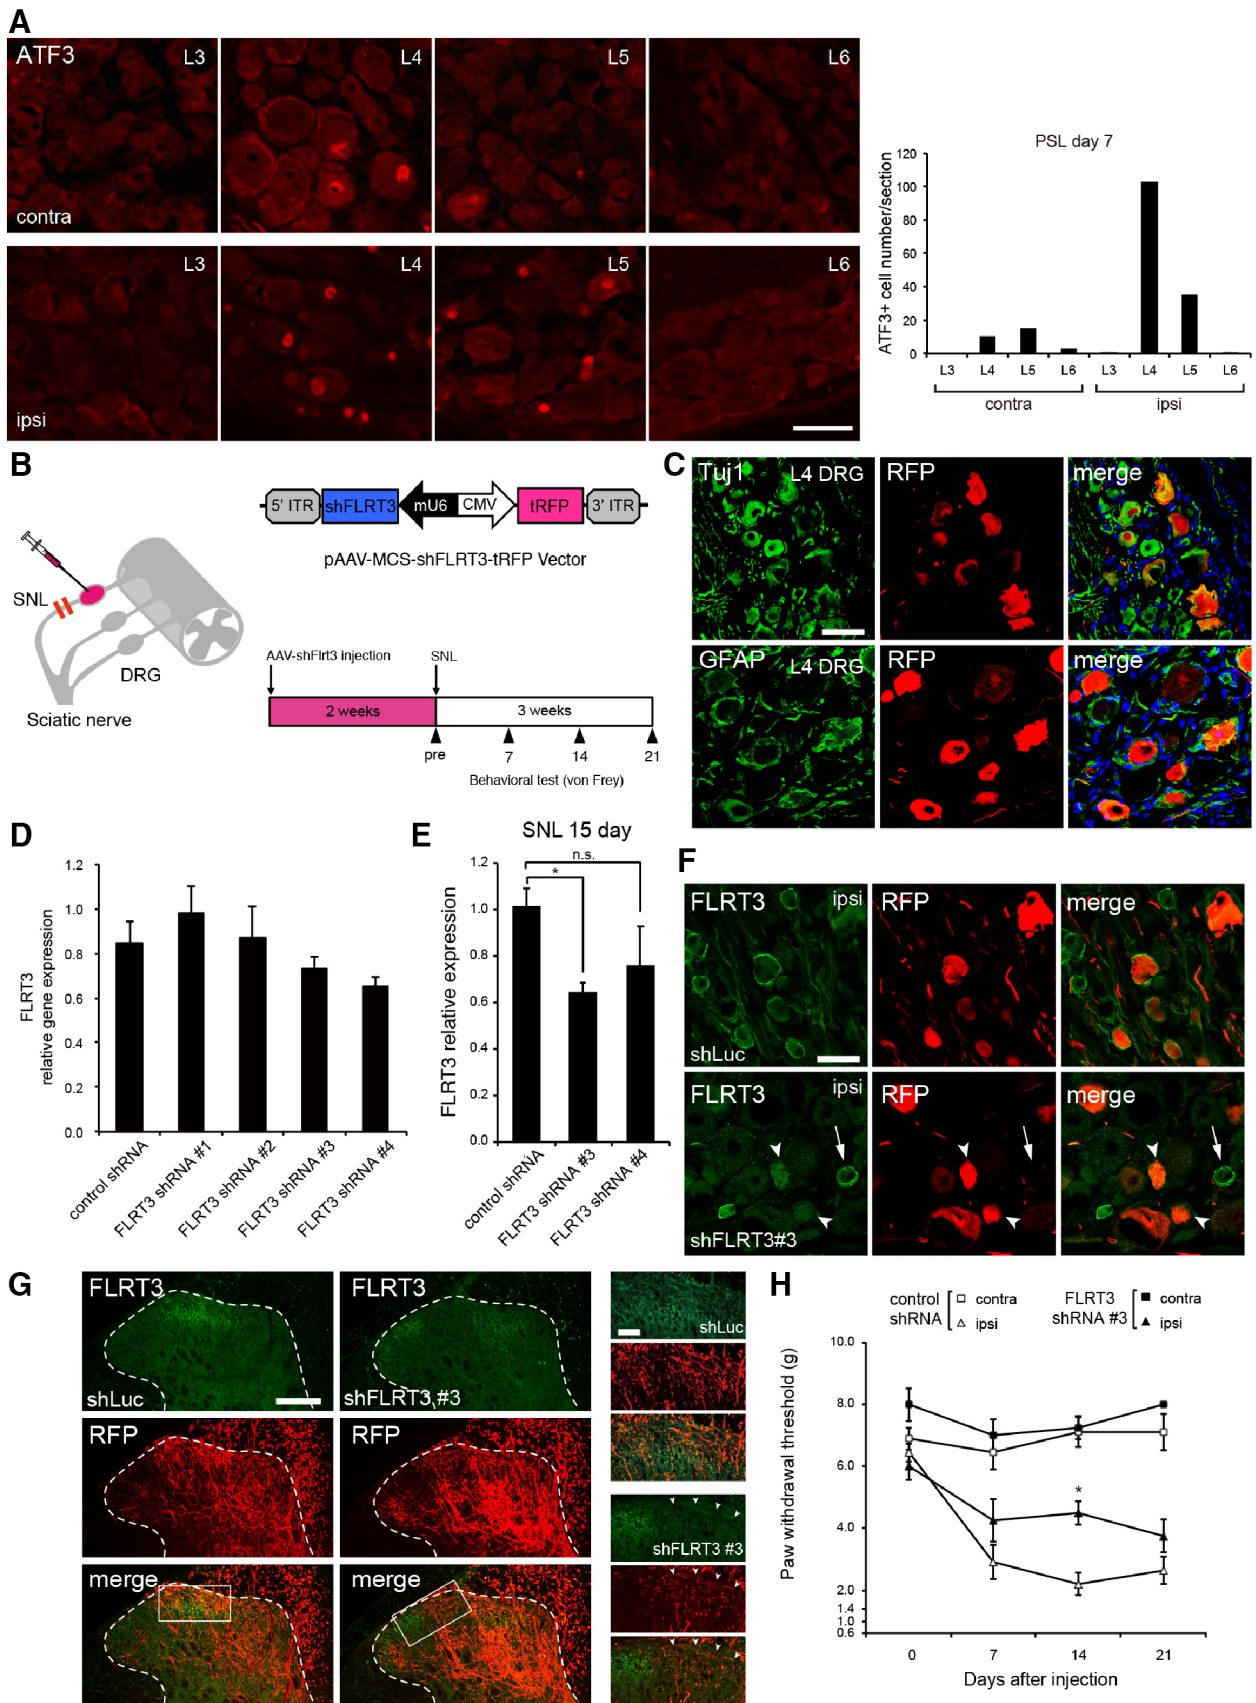 A
ATF3
L3
L4
L5
L6
contra
L3
L4
L5
L6
ipsi
PSL day 7
ATF3+ cell number/section
120
100
80
60
40
20
0
L3 L4 L5 L6 L3 L4 L5 L6
contra ipsi
B
5' ITR shFLRT3 mU6 CMV tRFP 3' ITR
pAAV-MCS-shFLRT3-tRFP Vector
SNL
DRG
Sciatic nerve
AAV-shFlrt3 injection SNL
2 weeks 3 weeks
pre 7 14 21
Behavioral test (von Frey)
C
Tuj1 L4 DRG RFP merge
GFAP L4 DRG RFP merge
D
FLRT3
relative gene expression
1.2
1.0
0.8
0.6
0.4
0.2
0.0
control shRNA
FLRT3 shRNA #1
FLRT3 shRNA #2
FLRT3 shRNA #3
FLRT3 shRNA #4
E
SNL 15 day
n.s.
*
FLRT3 relative expression
1.2
1.0
0.8
0.6
0.4
0.2
0.0
control shRNA
FLRT3 shRNA #3
FLRT3 shRNA #4
F
FLRT3 ipsi RFP merge
shLuc
FLRT3 ipsi RFP merge
shFLRT3#3
G
FLRT3 FLRT3
shLuc shFLRT3 #3
RFP RFP
merge merge
shLuc
shFLRT3 #3
H
control shRNA
contra
ipsi
FLRT3 shRNA #3
contra
ipsi
Paw withdrawal threshold (g)
10.0
8.0
6.0
4.0
2.0
1.4
1.0
0.6
*
0 7 14 21
Days after injection